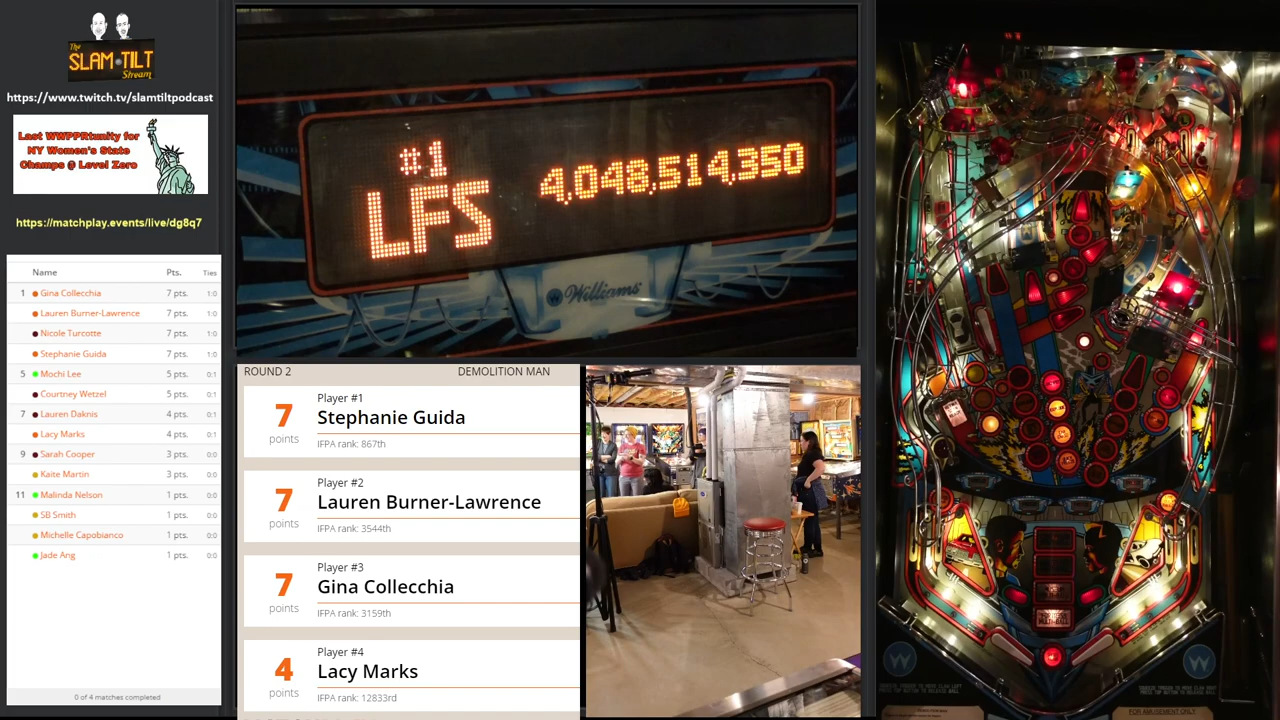 The
SLAM TILT
Stream
https://www.twitch.tv/slamtiltpodcast
Last WWPPRtunity for
NY Women's State
Champs @ Level Zero
https://matchplay.events/live/dg8q7
Name Pts. Ties
1 Gina Collecchia 7 pts. 1:0
Lauren Burner-Lawrence 7 pts. 1:0
Nicole Turcotte 7 pts. 1:0
Stephanie Guida 7 pts. 1:0
5 Mochi Lee 5 pts. 0:1
Courtney Wetzel 5 pts. 0:1
7 Lauren Daknis 4 pts. 0:1
Lacy Marks 4 pts. 0:1
9 Sarah Cooper 3 pts. 0:0
Kaite Martin 3 pts. 0:0
11 Malinda Nelson 1 pts. 0:0
SB Smith 1 pts. 0:0
Michelle Capobianco 1 pts. 0:0
Jade Ang 1 pts. 0:0
0 of 4 matches completed
#1
LFS 4,048,514,350
W Williams
ROUND 2 DEMOLITION MAN
Player #1
7 points Stephanie Guida
IFPA rank: 867th
Player #2
7 points Lauren Burner-Lawrence
IFPA rank: 3544th
Player #3
7 points Gina Collecchia
IFPA rank: 3159th
Player #4
4 points Lacy Marks
IFPA rank: 12833rd
MULTI-BALL
W W
FOR AMUSEMENT ONLY